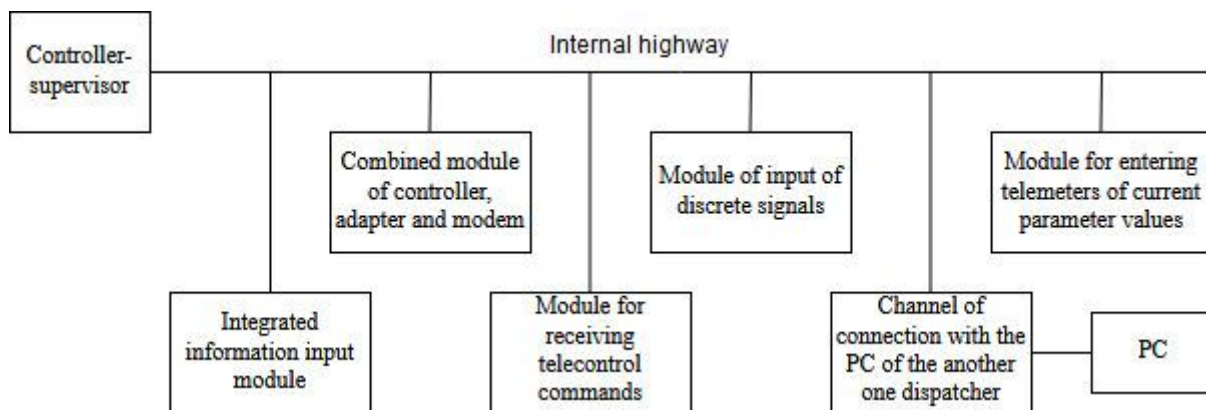 Controller-
supervisor
Internal highway
Combined module
of controller,
adapter and modem
Module of input of
discrete signals
Module for entering
telemeters of current
parameter values
Integrated
information input
module
Module for
receiving
telecontrol
commands
Channel of
connection with the
PC of the another
one dispatcher
PC